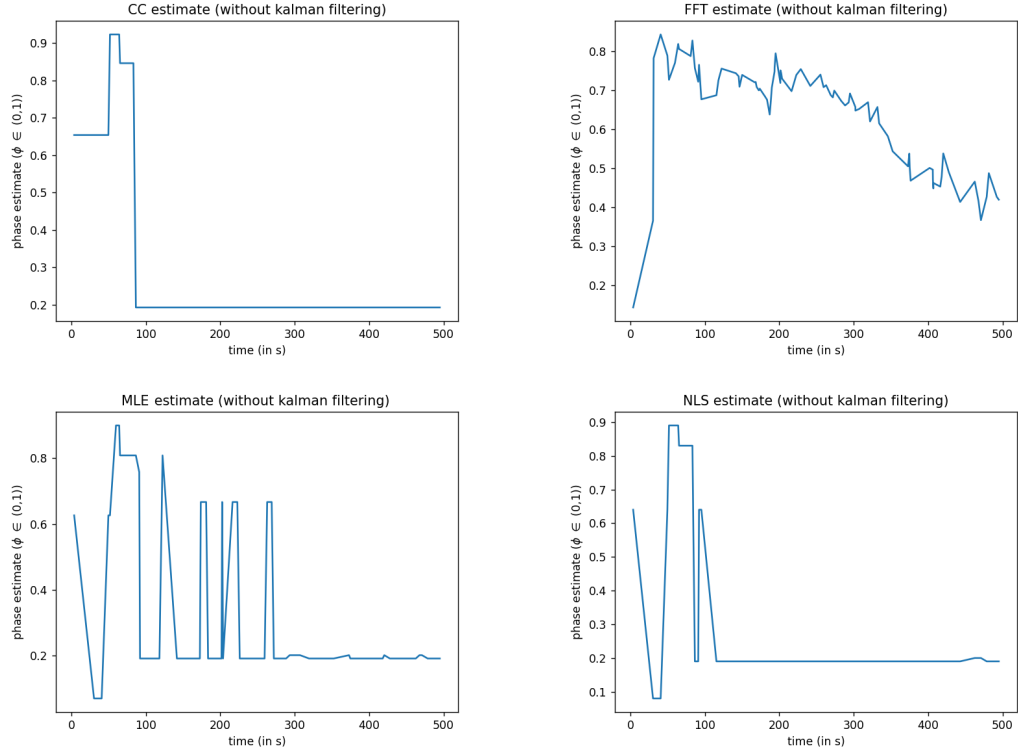 CC estimate (without kalman filtering)
0.9
0.8
0.7
0.6
0.5
0.4
0.3
0.2
phase estimate (ϕ ∈ (0,1))
0 100 200 300 400 500
time (in s)
FFT estimate (without kalman filtering)
0.8
0.7
0.6
0.5
0.4
0.3
0.2
phase estimate (ϕ ∈ (0,1))
0 100 200 300 400 500
time (in s)
MLE estimate (without kalman filtering)
0.8
0.6
0.4
0.2
phase estimate (ϕ ∈ (0,1))
0 100 200 300 400 500
time (in s)
NLS estimate (without kalman filtering)
0.9
0.8
0.7
0.6
0.5
0.4
0.3
0.2
0.1
phase estimate (ϕ ∈ (0,1))
0 100 200 300 400 500
time (in s)